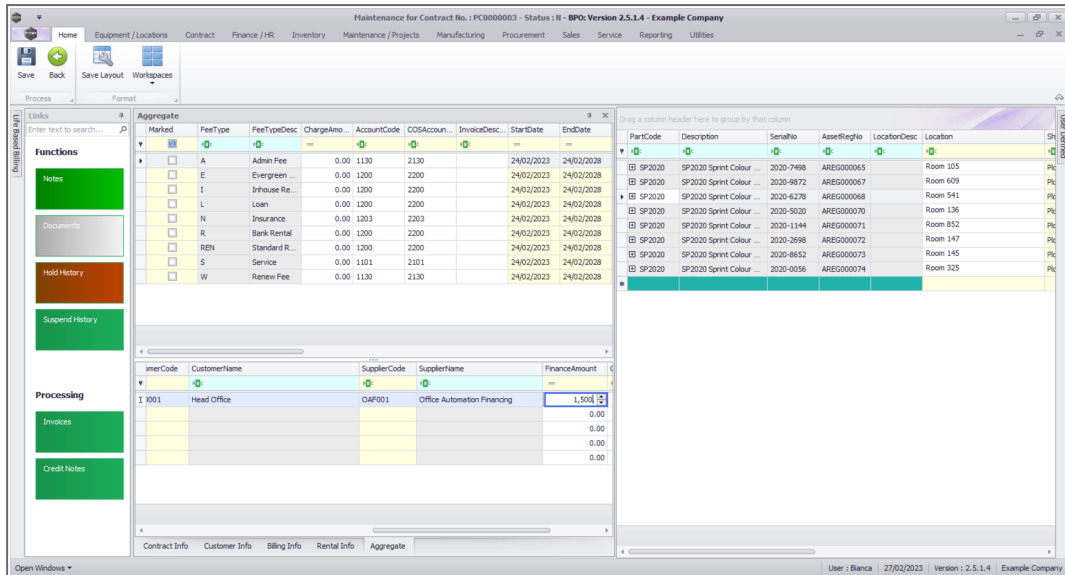 Maintenance for Contract No. : PC0000003 - Status : N - BPO: Version 2.5.1.4 - Example Company
Home Equipment / Locations Contract Finance / HR Inventory Maintenance / Projects Manufacturing Procurement Sales Service Reporting Utilities
Save Back Save Layout Workspaces
Process Format
Life Based Billing
Links
Enter text to search...
Functions
Notes
Documents
Hold History
Suspend History
Processing
Invoices
Credit Notes
Aggregate
Marked FeeType FeeTypeDesc ChargeAmo... AccountCode COSAccoun... InvoiceDesc... StartDate EndDate
A Admin Fee 0.00 1130 2130 24/02/2023 24/02/2028
E Evergreen ... 0.00 1200 2200 24/02/2023 24/02/2028
I Inhouse Re... 0.00 1200 2200 24/02/2023 24/02/2028
L Loan 0.00 1200 2200 24/02/2023 24/02/2028
N Insurance 0.00 1203 2203 24/02/2023 24/02/2028
R Bank Rental 0.00 1200 2200 24/02/2023 24/02/2028
REN Standard R... 0.00 1200 2200 24/02/2023 24/02/2028
S Service 0.00 1101 2101 24/02/2023 24/02/2028
W Renew Fee 0.00 1130 2130 24/02/2023 24/02/2028
merCode CustomerName SupplierCode SupplierName FinanceAmount
0001 Head Office OAF001 Office Automation Financing 1,500
0.00
0.00
0.00
0.00
Contract Info Customer Info Billing Info Rental Info Aggregate
Drag a column header here to group by that column
PartCode Description SerialNo AssetRegNo LocationDesc Location Sh
SP2020 SP2020 Sprint Colour ... 2020-7498 AREG000065 Room 105 Plo
SP2020 SP2020 Sprint Colour ... 2020-9872 AREG000067 Room 609 Plo
SP2020 SP2020 Sprint Colour ... 2020-6278 AREG000068 Room 541 Plo
SP2020 SP2020 Sprint Colour ... 2020-5020 AREG000070 Room 136 Plo
SP2020 SP2020 Sprint Colour ... 2020-1144 AREG000071 Room 852 Plo
SP2020 SP2020 Sprint Colour ... 2020-2698 AREG000072 Room 147 Plo
SP2020 SP2020 Sprint Colour ... 2020-8652 AREG000073 Room 145 Plo
SP2020 SP2020 Sprint Colour ... 2020-0056 AREG000074 Room 325 Plo
User Defined
Open Windows
User : Bianca 27/02/2023 Version : 2.5.1.4 Example Company